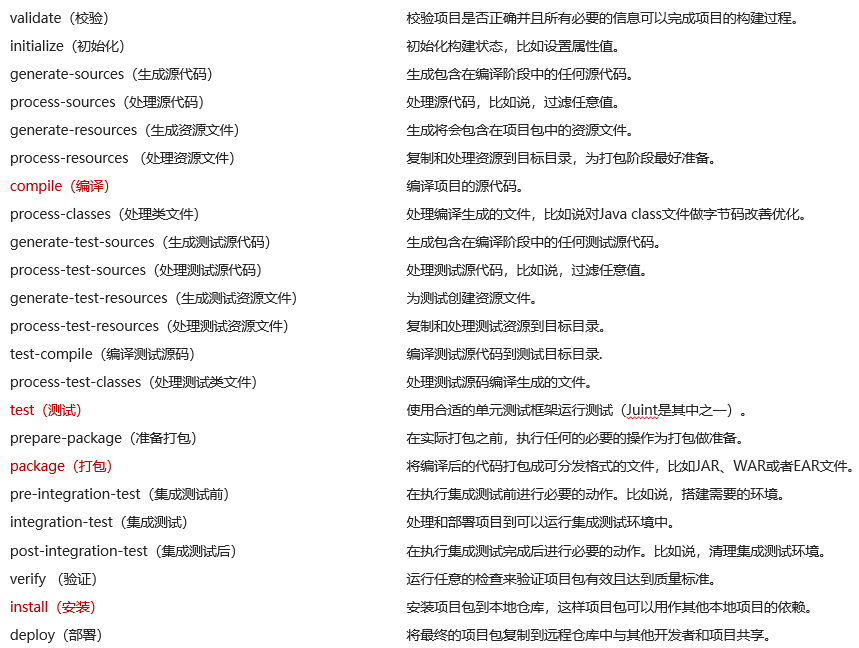 validate（校验） 校验项目是否正确并且所有必要的信息可以完成项目的构建过程。
initialize（初始化） 初始化构建状态，比如设置属性值。
generate-sources（生成源代码） 生成包含在编译阶段中的任何源代码。
process-sources（处理源代码） 处理源代码，比如说，过滤任意值。
generate-resources（生成资源文件） 生成将会包含在项目包中的资源文件。
process-resources （处理资源文件） 复制和处理资源到目标目录，为打包阶段最好准备。
compile（编译） 编译项目的源代码。
process-classes（处理类文件） 处理编译生成的文件，比如说对Java class文件做字节码改善优化。
generate-test-sources（生成测试源代码） 生成包含在编译阶段中的任何测试源代码。
process-test-sources（处理测试源代码） 处理测试源代码，比如说，过滤任意值。
generate-test-resources（生成测试资源文件） 为测试创建资源文件。
process-test-resources（处理测试资源文件） 复制和处理测试资源到目标目录。
test-compile（编译测试源码） 编译测试源代码到测试目标目录.
process-test-classes（处理测试类文件） 处理测试源码编译生成的文件。
test（测试） 使用合适的单元测试框架运行测试（Juint是其中之一）。
prepare-package（准备打包） 在实际打包之前，执行任何的必要的操作为打包做准备。
package（打包） 将编译后的代码打包成可分发格式的文件，比如JAR、WAR或者EAR文件。
pre-integration-test（集成测试前） 在执行集成测试前进行必要的动作。比如说，搭建需要的环境。
integration-test（集成测试） 处理和部署项目到可以运行集成测试环境中。
post-integration-test（集成测试后） 在执行集成测试完成后进行必要的动作。比如说，清理集成测试环境。
verify （验证） 运行任意的检查来验证项目包有效且达到质量标准。
install（安装） 安装项目包到本地仓库，这样项目包可以用作其他本地项目的依赖。
deploy（部署） 将最终的项目包复制到远程仓库中与其他开发者和项目共享。